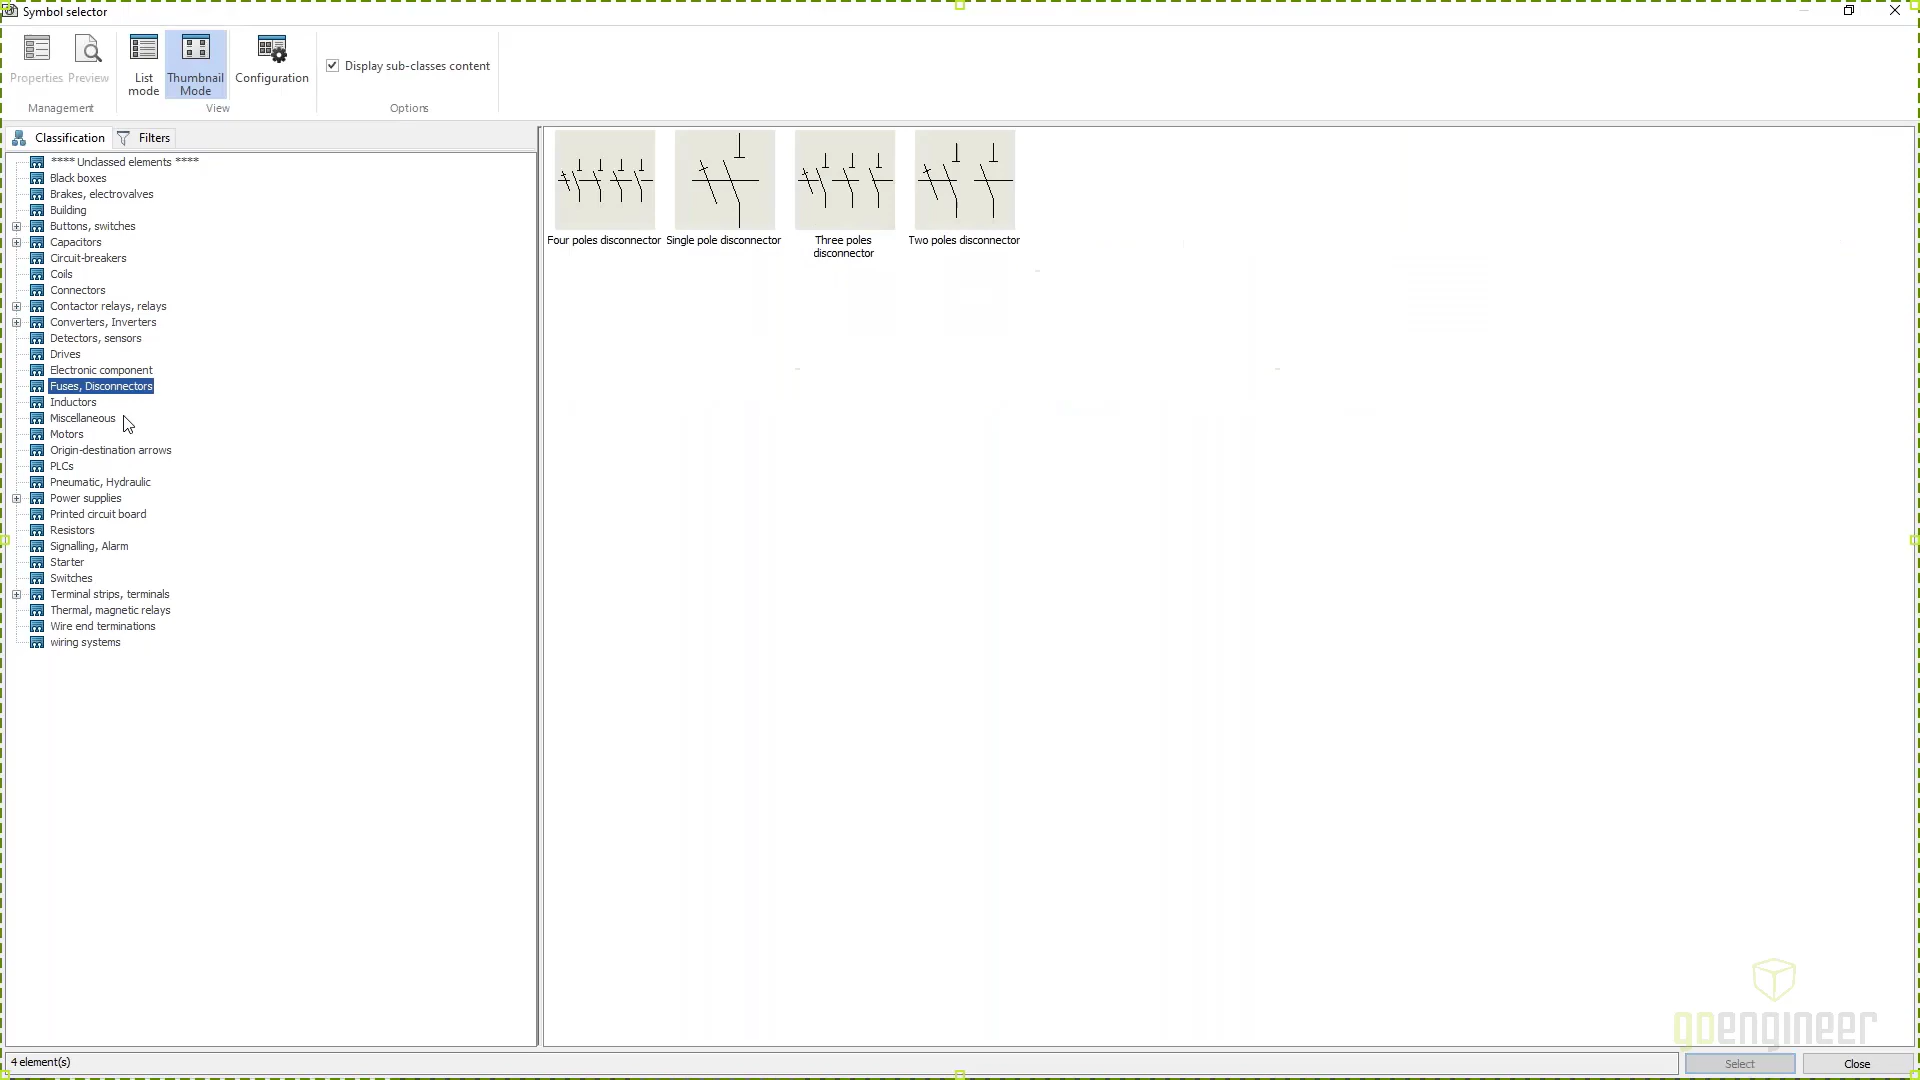 Symbol selector
Properties
Preview
List
mode
Thumbnail
Mode
Configuration
Display sub-classes content
Management
View
Options
Classification
Filters
**** Unclassed elements ****
Black boxes
Brakes, electrovalves
Building
Buttons, switches
Capacitors
Circuit-breakers
Coils
Connectors
Contactor relays, relays
Converters, Inverters
Detectors, sensors
Drives
Electronic component
Fuses, Disconnectors
Inductors
Miscellaneous
Motors
Origin-destination arrows
PLCs
Pneumatic, Hydraulic
Power supplies
Printed circuit board
Resistors
Signalling, Alarm
Starter
Switches
Terminal strips, terminals
Thermal, magnetic relays
Wire end terminations
wiring systems
Four poles disconnector
Single pole disconnector
Three poles
disconnector
Two poles disconnector
goengineer
4 element(s)
Select
Close